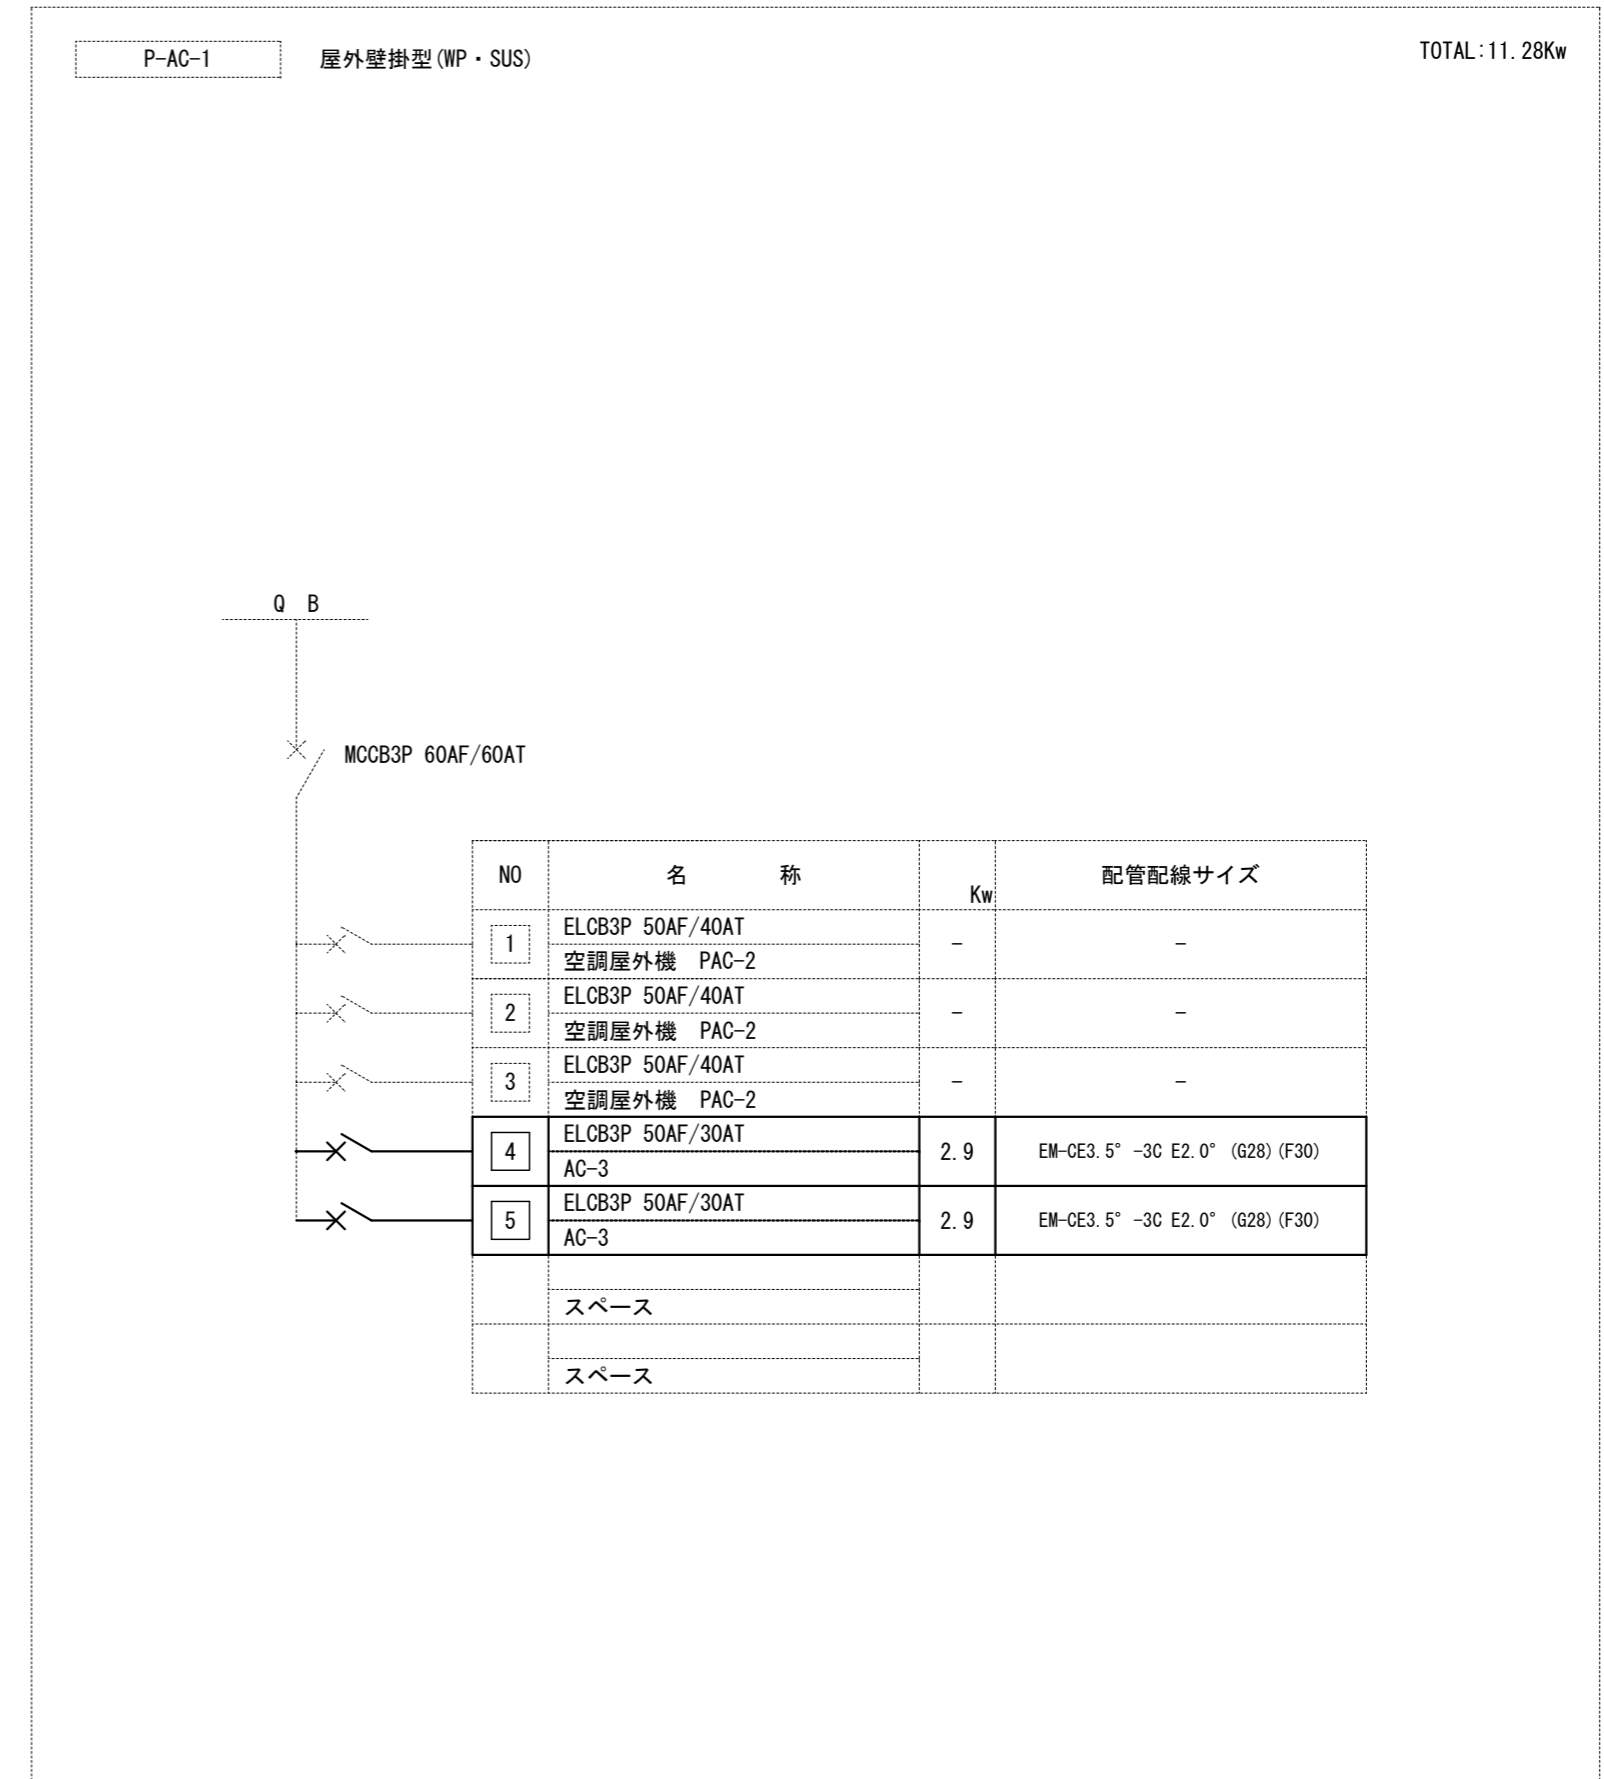 P-AC-1 屋外壁掛型(WP・SUS) TOTAL:11.28Kw
Q B
MCCB3P 60AF/60AT
NO 名 称 Kw 配管配線サイズ
1 ELCB3P 50AF/40AT - -
空調屋外機 PAC-2
2 ELCB3P 50AF/40AT - -
空調屋外機 PAC-2
3 ELCB3P 50AF/40AT - -
空調屋外機 PAC-2
4 ELCB3P 50AF/30AT 2.9 EM-CE3.5°-3C E2.0°(G28)(F30)
AC-3
5 ELCB3P 50AF/30AT 2.9 EM-CE3.5°-3C E2.0°(G28)(F30)
AC-3
スペース
スペース